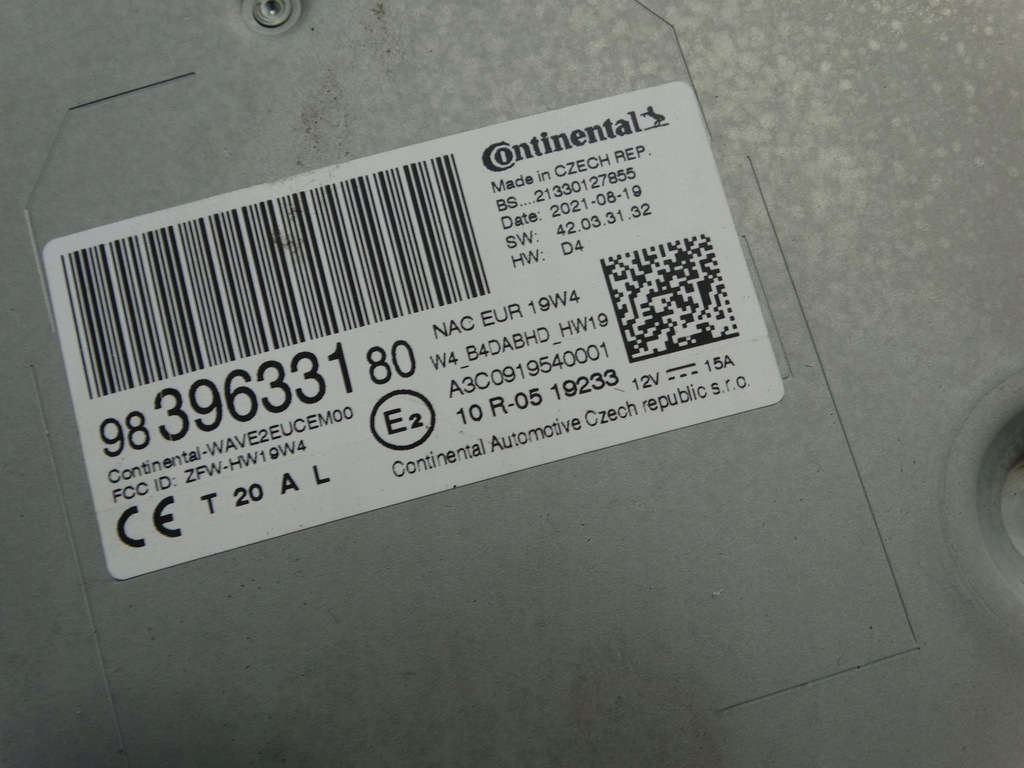 Continental
Made in CZECH REP.
BS....21330127855
Date: 2021-08-19
SW: 42.03.31.32
HW: D4
NAC EUR 19W4
W4_B4DABHD_HW19
A3C0919540001
98 396331 80
E2
10 R-05 19233
12V 15A
Continental-WAVE2EUCEM00
FCC ID: ZFW-HW19W4
Continental Automotive Czech republic s.r.o.
CE T 20 A L